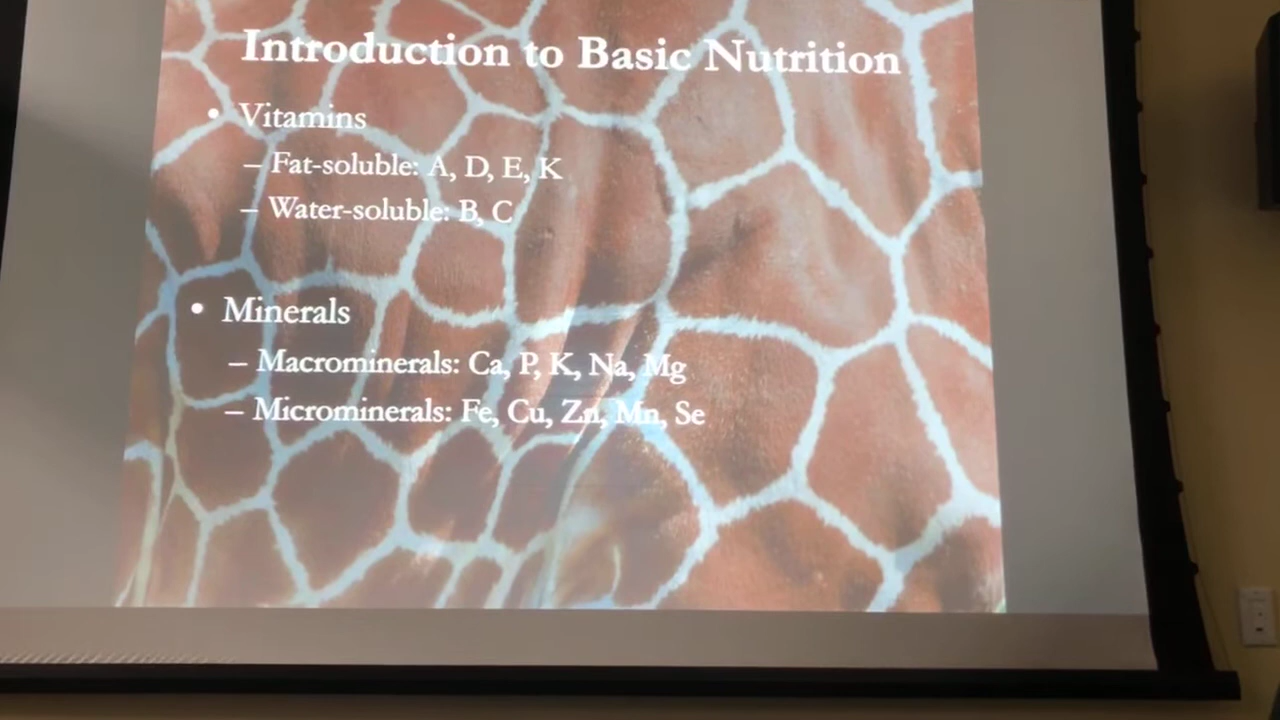 Introduction to Basic Nutrition
• Vitamins
– Fat-soluble: A, D, E, K
– Water-soluble: B, C
• Minerals
– Macrominerals: Ca, P, K, Na, Mg
– Microminerals: Fe, Cu, Zn, Mn, Se